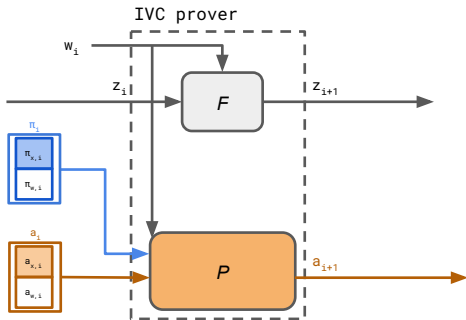 IVC prover
w_i
z_i
F
z_{i+1}
π_i
π_{x,i}
π_{w,i}
a_i
a_{x,i}
a_{w,i}
P
a_{i+1}